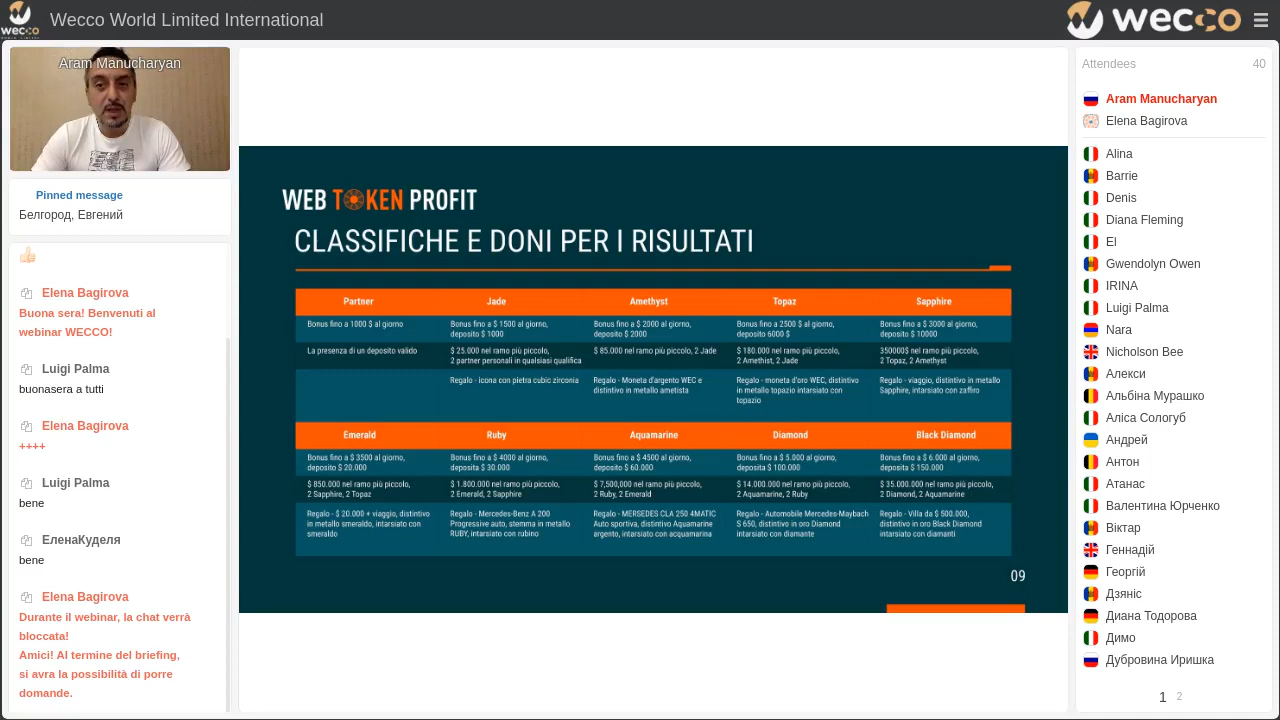 wecco
Wecco World Limited International
wecco
Aram Manucharyan
Pinned message
Белгород, Евгений
Elena Bagirova
Buona sera! Benvenuti al
webinar WECCO!
Luigi Palma
buonasera a tutti
Elena Bagirova
++++
Luigi Palma
bene
ЕленаКуделя
bene
Elena Bagirova
Durante il webinar, la chat verrà
bloccata!
Amici! Al termine del briefing,
si avra la possibilità di porre
domande.
WEB TOKEN PROFIT
CLASSIFICHE E DONI PER I RISULTATI
Partner Jade Amethyst Topaz Sapphire
Bonus fino a 1000 $ al giorno
Bonus fino a $ 1500 al giorno,
deposito $ 1000
Bonus fino a $ 2000 al giorno,
deposito $ 2000
Bonus fino a 2500 $ al giorno,
deposito 6000 $
Bonus fino a $ 3000 al giorno,
deposito $ 10000
La presenza di un deposito valido
$ 25.000 nel ramo più piccolo,
2 partner personali in qualsiasi qualifica
$ 85.000 nel ramo più piccolo, 2 Jade
$ 180.000 nel ramo più piccolo,
2 Amethist, 2 Jade
350000$ nel ramo più piccolo,
2 Topaz, 2 Amethyst
Regalo - icona con pietra cubic zirconia
Regalo - Moneta d'argento WEC e
distintivo in metallo ametista
Regalo - moneta d'oro WEC, distintivo
in metallo topazio intarsiato con
topazio
Regalo - viaggio, distintivo in metallo
Sapphire, intarsiato con zaffiro
Emerald Ruby Aquamarine Diamond Black Diamond
Bonus fino a $ 3500 al giorno,
deposito $ 20.000
Bonus fino a $ 4000 al giorno,
deposita $ 30.000
Bonus fino a $ 4500 al giorno,
deposito $ 60.000
Bonus fino a $ 5.000 al giorno,
deposita $ 100.000
Bonus fino a $ 6.000 al giorno,
deposita $ 150.000
$ 850.000 nel ramo più piccolo,
2 Sapphire, 2 Topaz
$ 1.800.000 nel ramo più piccolo,
2 Emerald, 2 Sapphire
$ 7,500,000 nel ramo più piccolo,
2 Ruby, 2 Emerald
$ 14.000.000 nel ramo più piccolo,
2 Aquamarine, 2 Ruby
$ 35.000.000 nel ramo più piccolo,
2 Diamond, 2 Aquamarine
Regalo - $ 20.000 + viaggio, distintivo
in metallo smeraldo, intarsiato con
smeraldo
Regalo - Mercedes-Benz A 200
Progressive auto, stemma in metallo
RUBY, intarsiato con rubino
Regalo - MERSEDES CLA 250 4MATIC
Auto sportiva, distintivo Aquamarine
argento, intarsiato con acquamarina
Regalo - Automobile Mercedes-Maybach
S 650, distintivo in oro Diamond
intarsiato con diamante
Regalo - Villa da $ 500.000,
distintivo in oro Black Diamond
intarsiato con diamanti
09
Attendees 40
Aram Manucharyan
Elena Bagirova
Alina
Barrie
Denis
Diana Fleming
El
Gwendolyn Owen
IRINA
Luigi Palma
Nara
Nicholson Bee
Алекси
Альбіна Мурашко
Аліса Сологуб
Андрей
Антон
Атанас
Валентина Юрченко
Віктар
Геннадій
Георгій
Дзяніс
Диана Тодорова
Димо
Дубровина Иришка
1 2